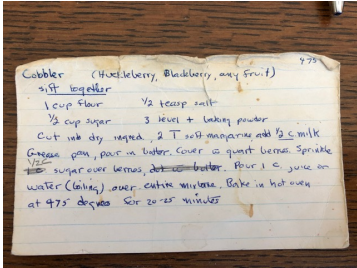 475
Cobbler (Huckleberry, Blackberry, any fruit)
sift together
1 cup flour 1/2 teasp salt
1/2 cup sugar 3 level t baking powder
Cut into dry ingred. 2 T soft margarine add 1/2 c. milk
Grease pan, pour in batter. Cover w quart berries. Sprinkle
1/2 C sugar over berries, Pour 1 c juice or
water (boiling) over entire mixture. Bake in hot oven
at 475 degrees for 20-25 minutes